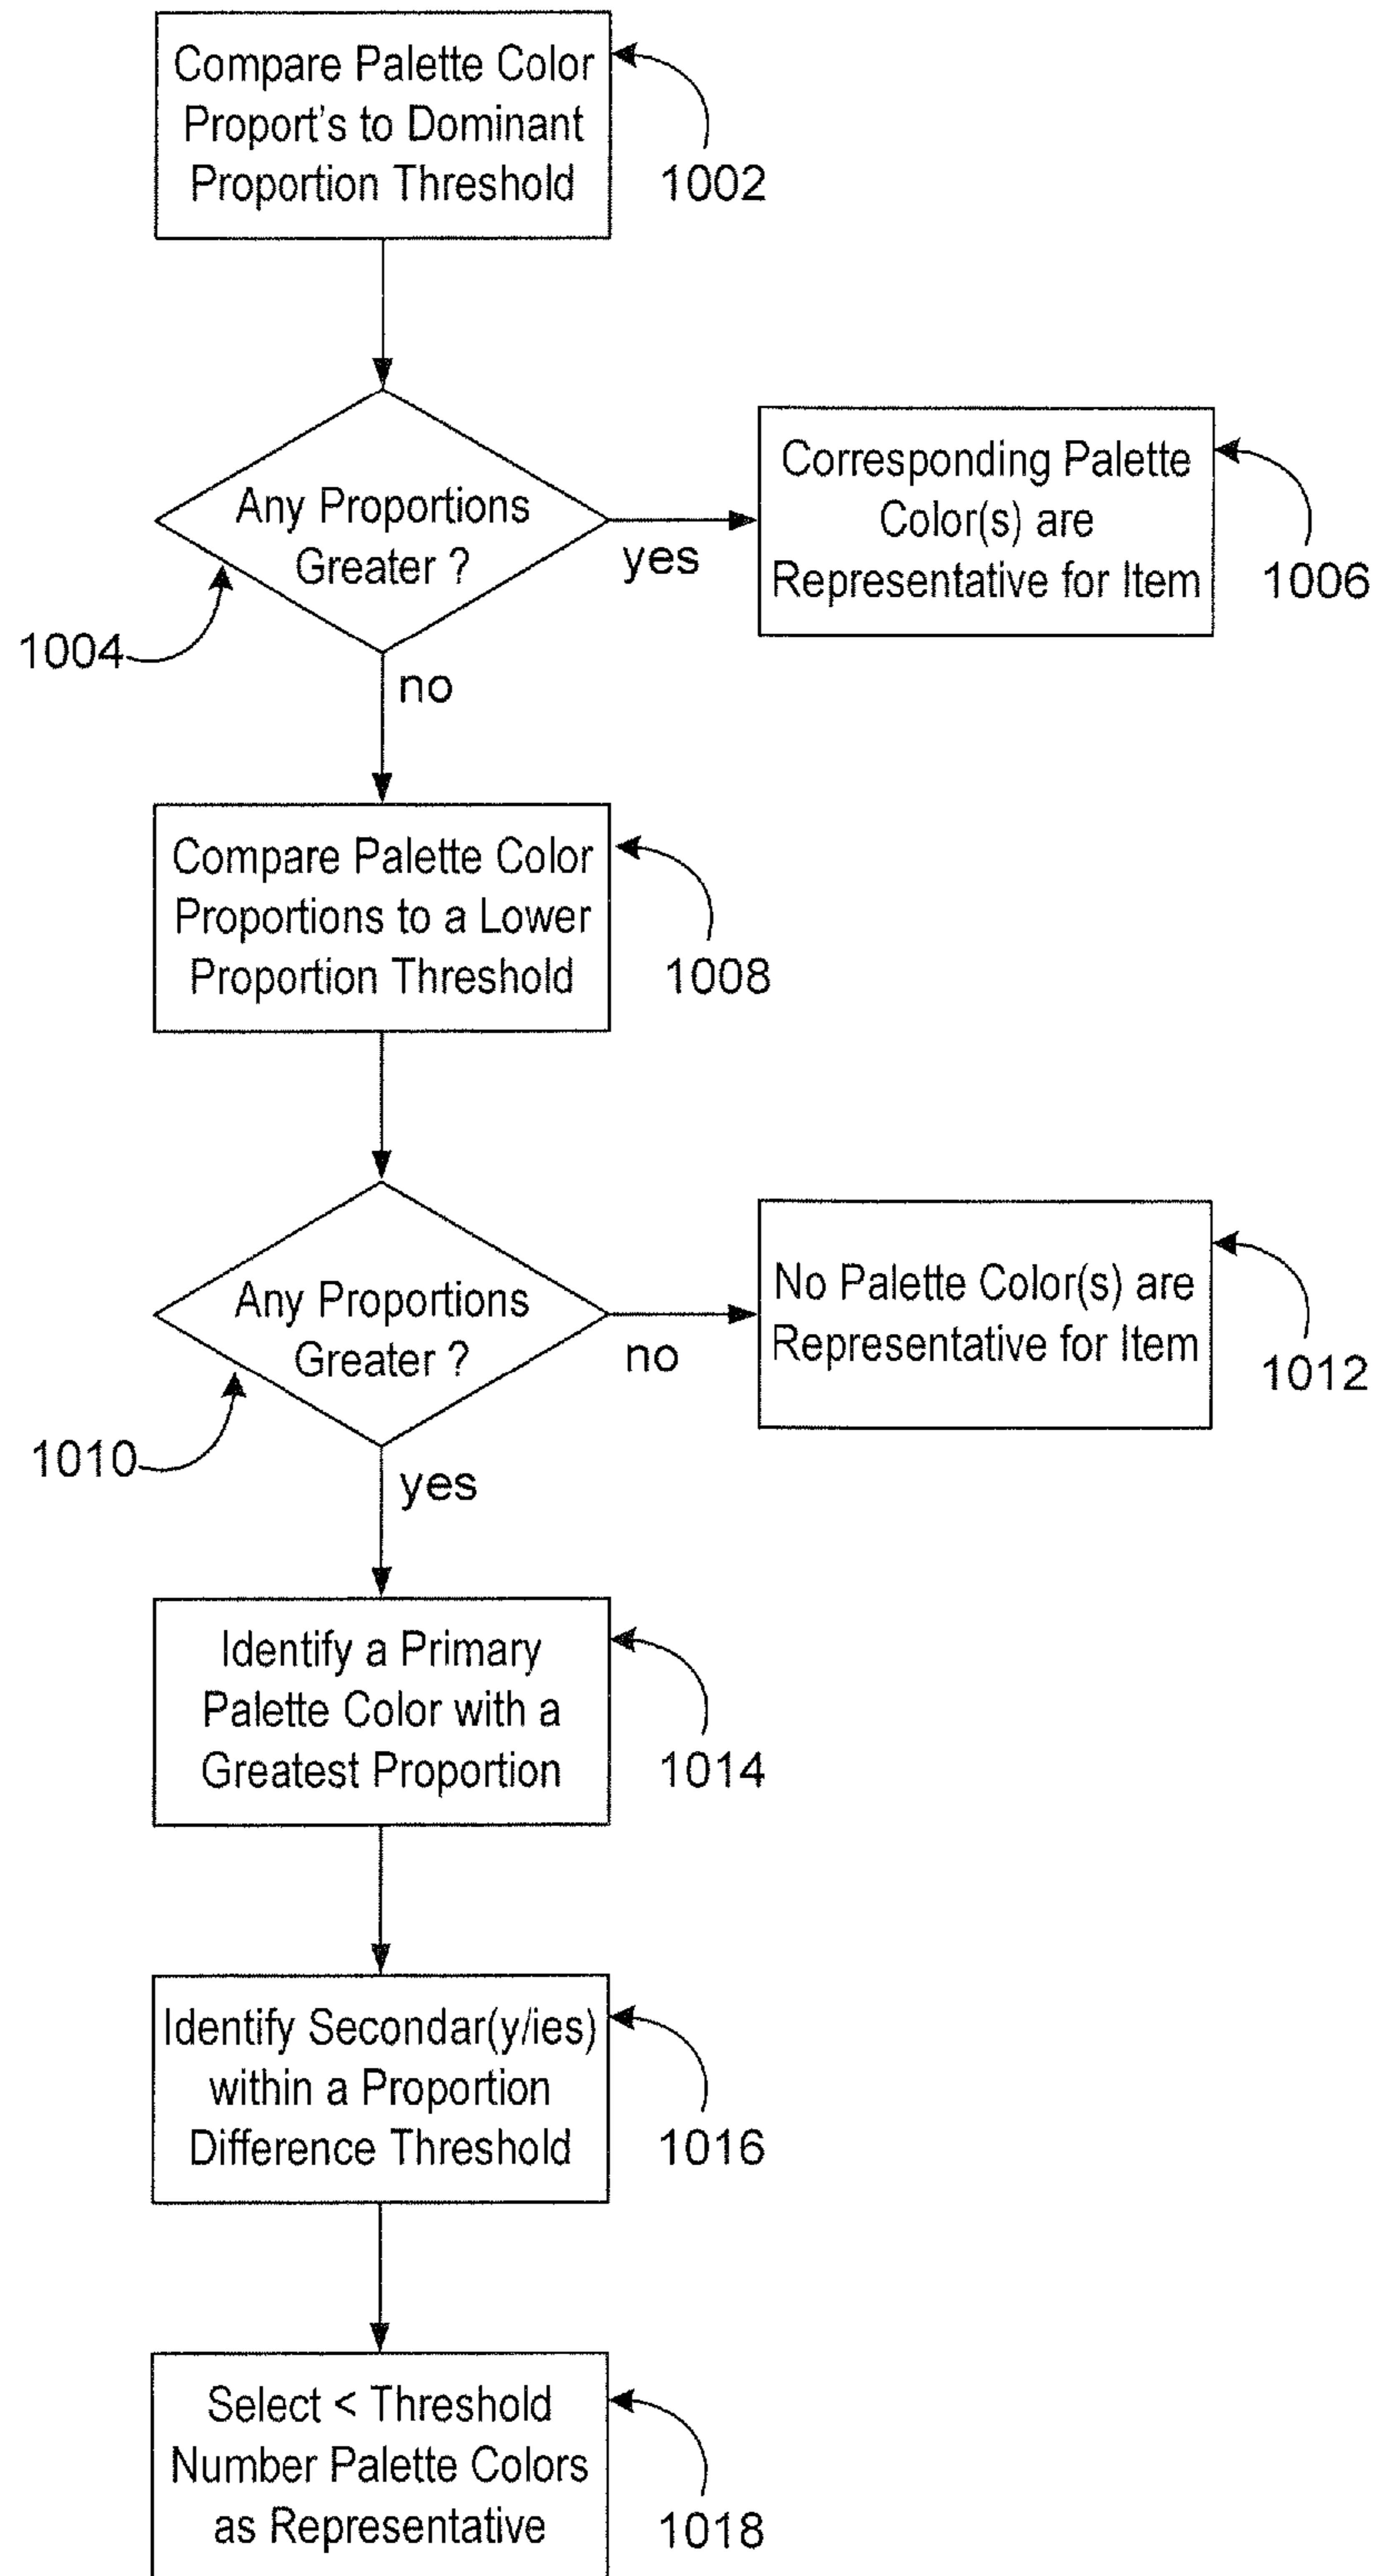 Compare Palette Color
Proport's to Dominant
Proportion Threshold
1002
Any Proportions
Greater ?
yes
1004
no
Corresponding Palette
Color(s) are
Representative for Item
1006
Compare Palette Color
Proportions to a Lower
Proportion Threshold
1008
Any Proportions
Greater ?
no
1010
yes
No Palette Color(s) are
Representative for Item
1012
Identify a Primary
Palette Color with a
Greatest Proportion
1014
Identify Secondar(y/ies)
within a Proportion
Difference Threshold
1016
Select < Threshold
Number Palette Colors
as Representative
1018